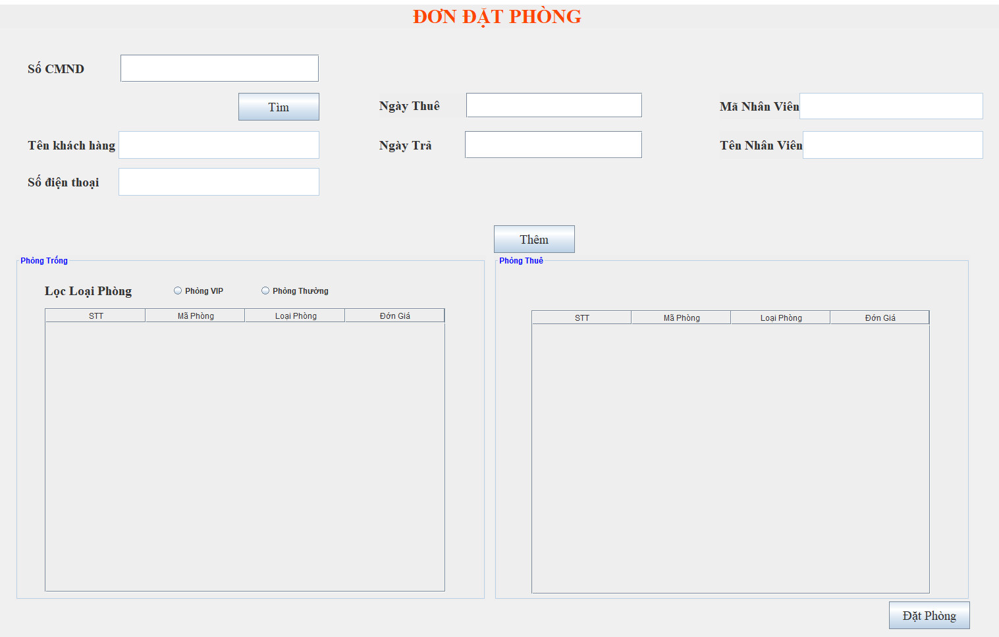 ĐƠN ĐẶT PHÒNG
Số CMND
Tìm
Ngày Thuê
Mã Nhân Viên
Tên khách hàng
Ngày Trả
Tên Nhân Viên
Số điện thoại
Thêm
Phòng Trống
Lọc Loại Phòng
Phòng VIP
Phòng Thường
STT Mã Phòng Loại Phòng Đớn Giá
Phòng Thuê
STT Mã Phòng Loại Phòng Đớn Giá
Đặt Phòng